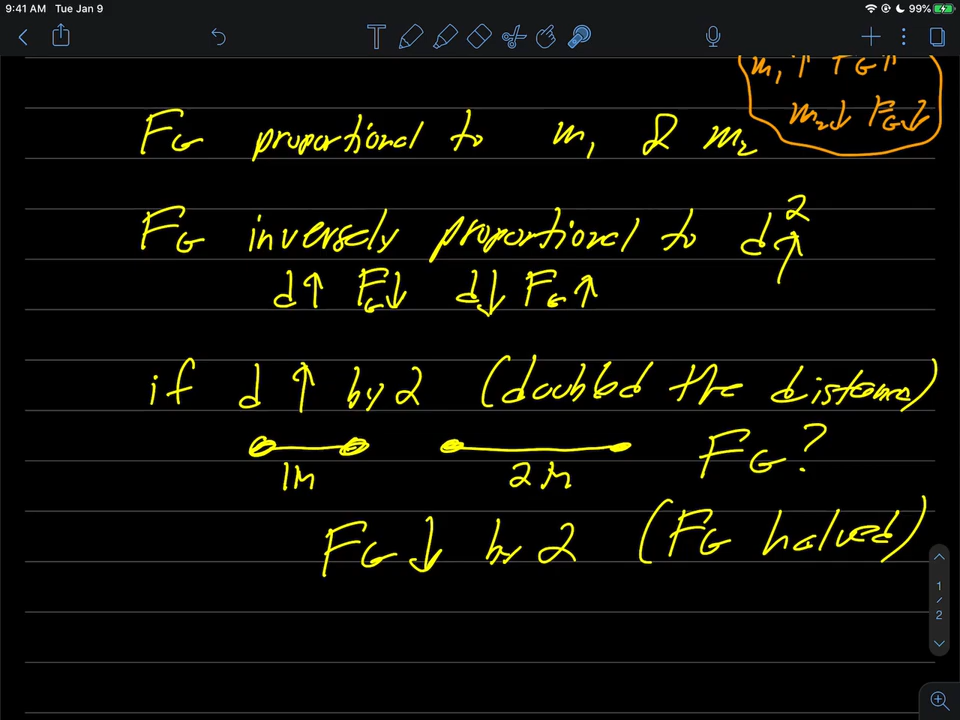 9:41 AM Tue Jan 9
99%
m₁↑ FG↑
m₂↓ FG↓
FG proportional to m₁ & m₂
FG inversely proportional to d²↑
d↑ FG↓ d↓ FG↑
if d ↑ by 2 (doubled the distance)
1m 2m FG?
FG↓ by 2 (FG halved)
1
/
2